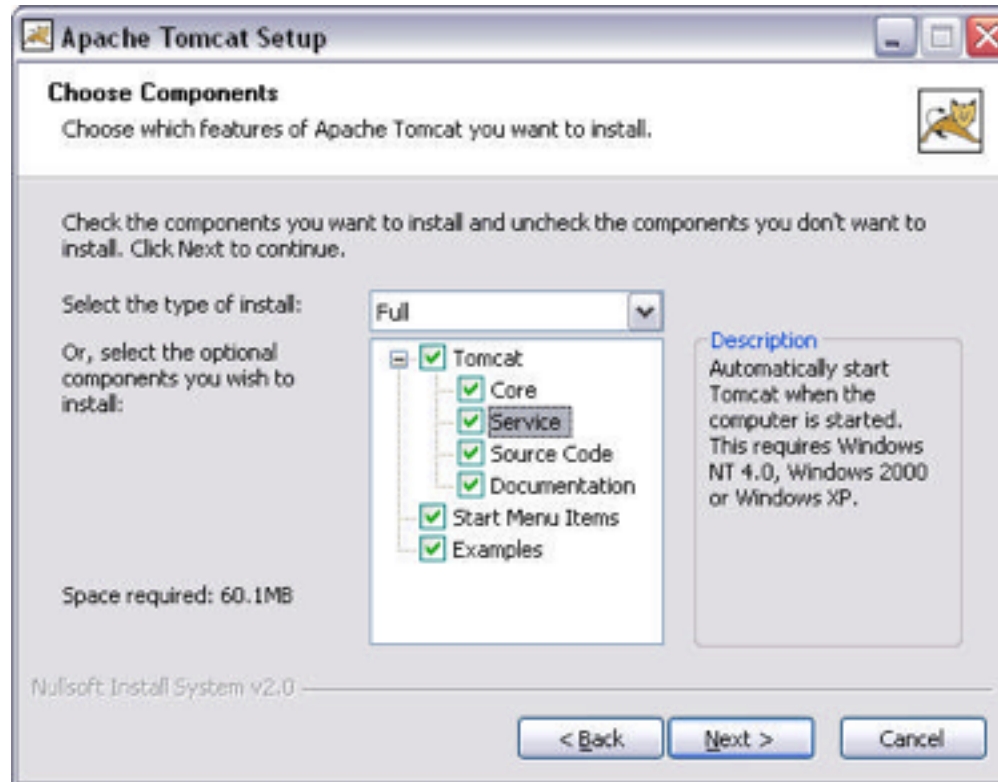 Apache Tomcat Setup
Choose Components
Choose which features of Apache Tomcat you want to install.
Check the components you want to install and uncheck the components you don't want to
install. Click Next to continue.
Select the type of install:
Full
Or, select the optional
components you wish to
install:
Tomcat
Core
Service
Source Code
Documentation
Start Menu Items
Examples
Description
Automatically start
Tomcat when the
computer is started.
This requires Windows
NT 4.0, Windows 2000
or Windows XP.
Space required: 60.1MB
Nullsoft Install System v2.0
< Back
Next >
Cancel